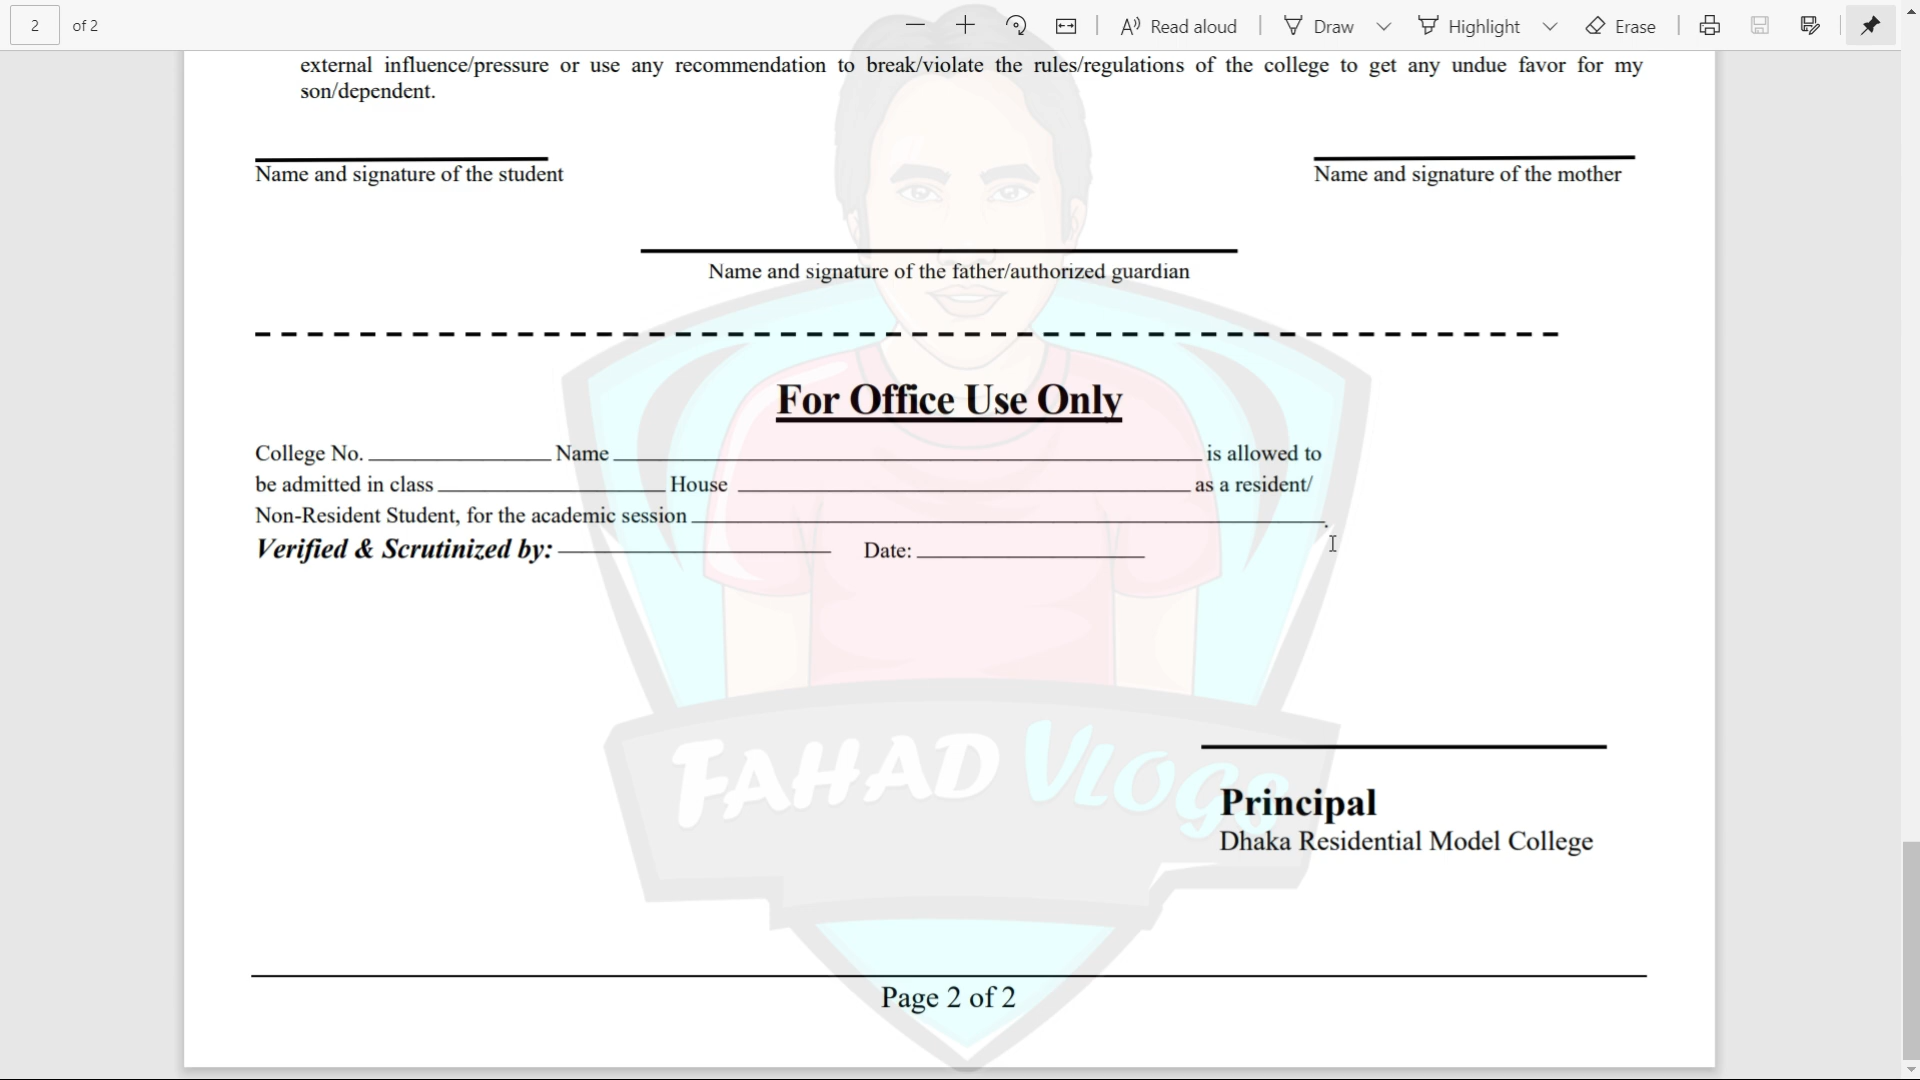 2 of 2 Read aloud Draw Highlight Erase
external influence/pressure or use any recommendation to break/violate the rules/regulations of the college to get any undue favor for my
son/dependent.
Name and signature of the student Name and signature of the mother
Name and signature of the father/authorized guardian
For Office Use Only
College No. Name is allowed to
be admitted in class House as a resident/
Non-Resident Student, for the academic session .
Verified & Scrutinized by: Date:
FAHAD VLOGS
Principal
Dhaka Residential Model College
Page 2 of 2